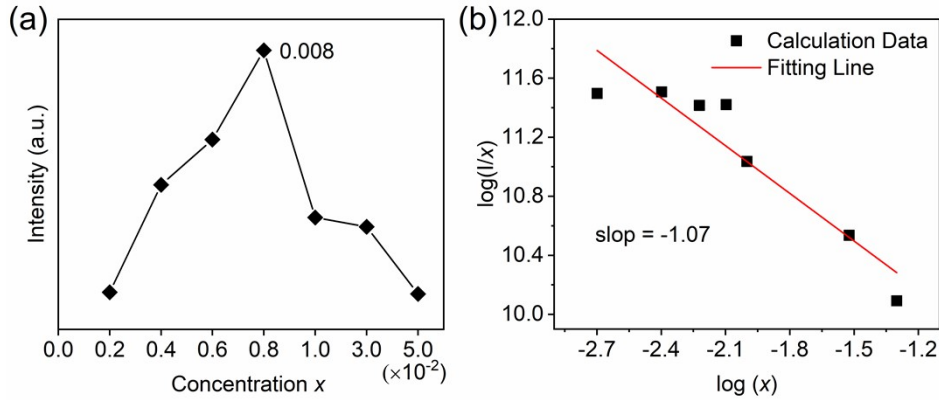 (a)
0.008
Intensity (a.u.)
0.0 0.2 0.4 0.6 0.8 1.0 3.0 5.0
(×10-2)
Concentration x
(b)
12.0
11.6
11.2
10.8
10.4
10.0
log(I/x)
Calculation Data
Fitting Line
slop = -1.07
-2.7 -2.4 -2.1 -1.8 -1.5 -1.2
log (x)